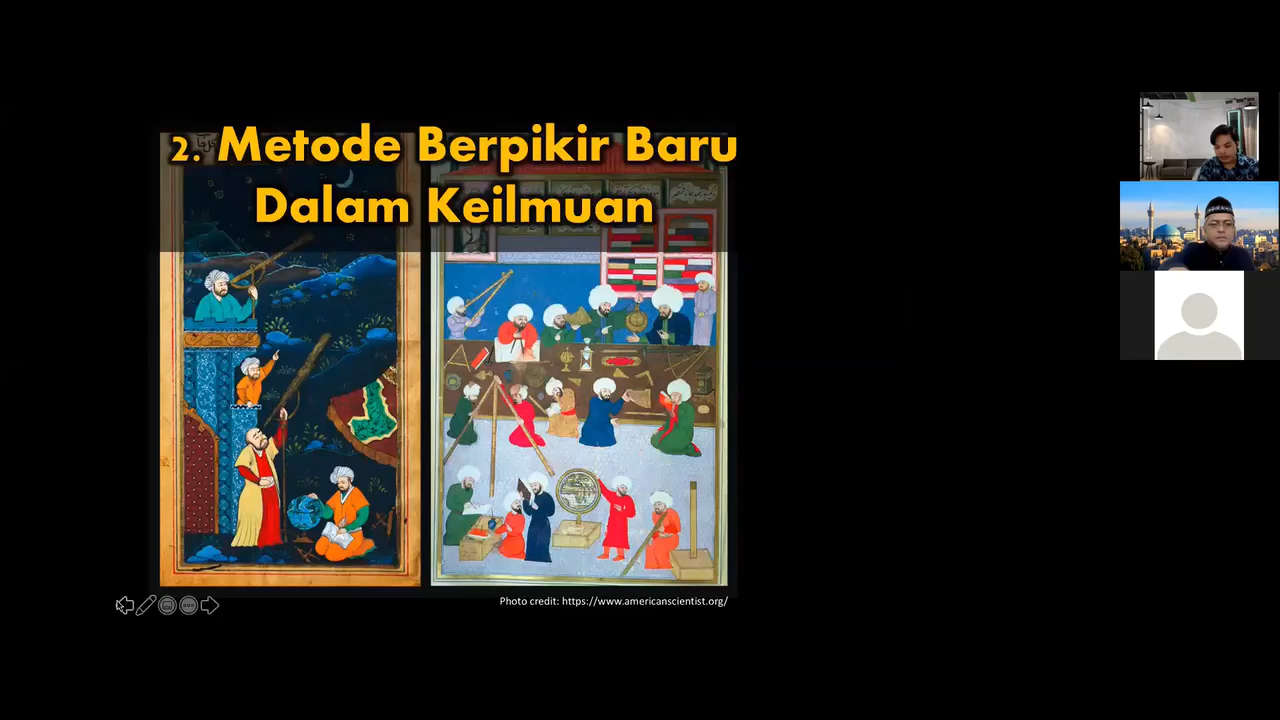 2. Metode Berpikir Baru
Dalam Keilmuan
Photo credit: https://www.americanscientist.org/